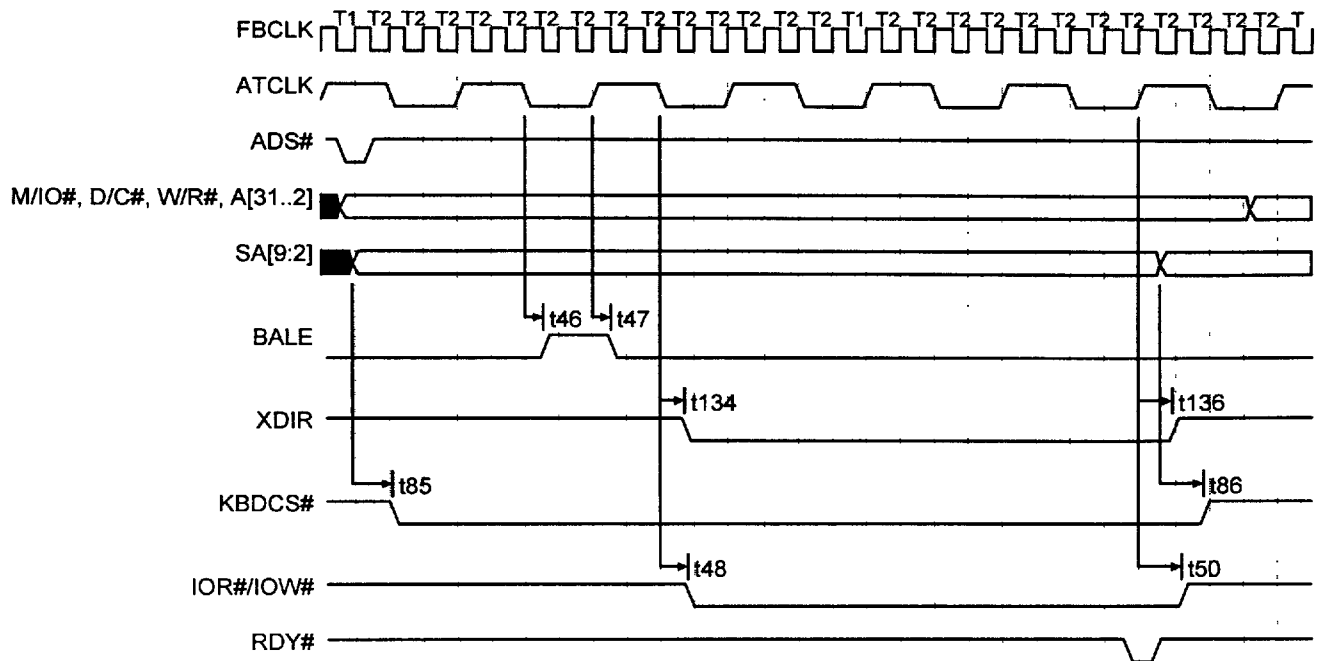 FBCLK T1 T2 T2 T2 T2 T2 T2 T2 T2 T2 T2 T2 T2 T2 T2 T1 T2 T2 T2 T2 T2 T2 T2 T2 T2 T2 T2 T2 T
ATCLK
ADS#
M/IO#, D/C#, W/R#, A[31..2]
SA[9:2]
BALE t46 t47
XDIR t134 t136
KBDCS# t85 t86
IOR#/IOW# t48 t50
RDY#